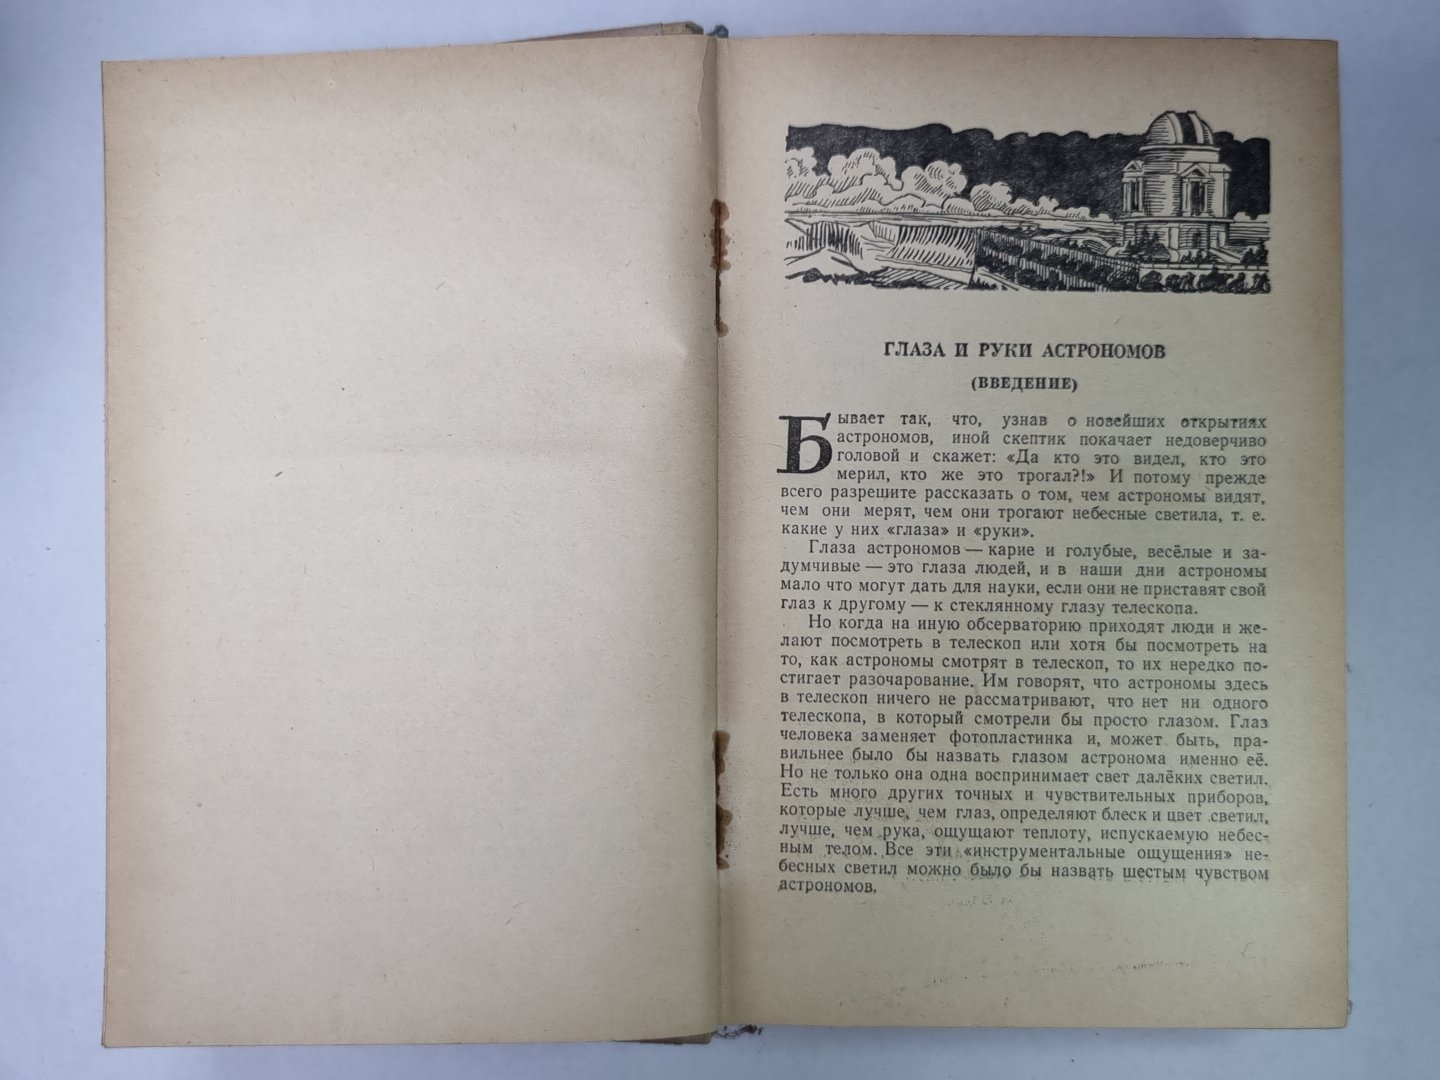 ГЛАЗА И РУКИ АСТРОНОМОВ
(ВВЕДЕНИЕ)
Бывает так, что, узнав о новейших открытиях
астрономов, иной скептик покачает недоверчиво
головой и скажет: «Да кто это видел, кто это
мерил, кто же это трогал?!» И потому прежде
всего разрешите рассказать о том, чем астрономы видят,
чем они мерят, чем они трогают небесные светила, т. е.
какие у них «глаза» и «руки».
Глаза астрономов — карие и голубые, весёлые и за-
думчивые — это глаза людей, и в наши дни астрономы
мало что могут дать для науки, если они не приставят свой
глаз к другому — к стеклянному глазу телескопа.
Но когда на иную обсерваторию приходят люди и же-
лают посмотреть в телескоп или хотя бы посмотреть на
то, как астрономы смотрят в телескоп, то их нередко по-
стигает разочарование. Им говорят, что астрономы здесь
в телескоп ничего не рассматривают, что нет ни одного
телескопа, в который смотрели бы просто глазом. Глаз
человека заменяет фотопластинка и, может быть, пра-
вильнее было бы назвать глазом астронома именно её.
Но не только она одна воспринимает свет далёких светил.
Есть много других точных и чувствительных приборов,
которые лучше, чем глаз, определяют блеск и цвет светил,
лучше, чем рука, ощущают теплоту, испускаемую небес-
ным телом. Все эти «инструментальные ощущения» не-
бесных светил можно было бы назвать шестым чувством
астрономов.